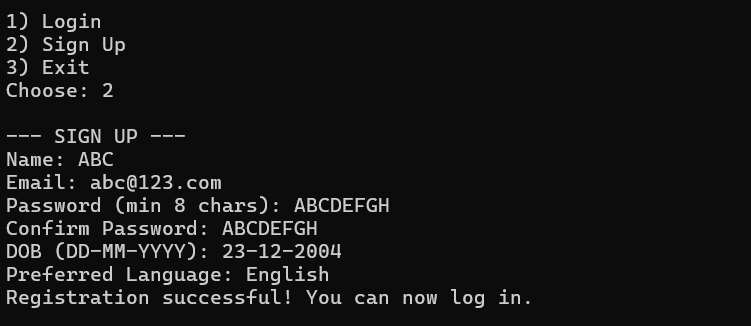 1) Login
2) Sign Up
3) Exit
Choose: 2
--- SIGN UP ---
Name: ABC
Email: abc@123.com
Password (min 8 chars): ABCDEFGH
Confirm Password: ABCDEFGH
DOB (DD-MM-YYYY): 23-12-2004
Preferred Language: English
Registration successful! You can now log in.